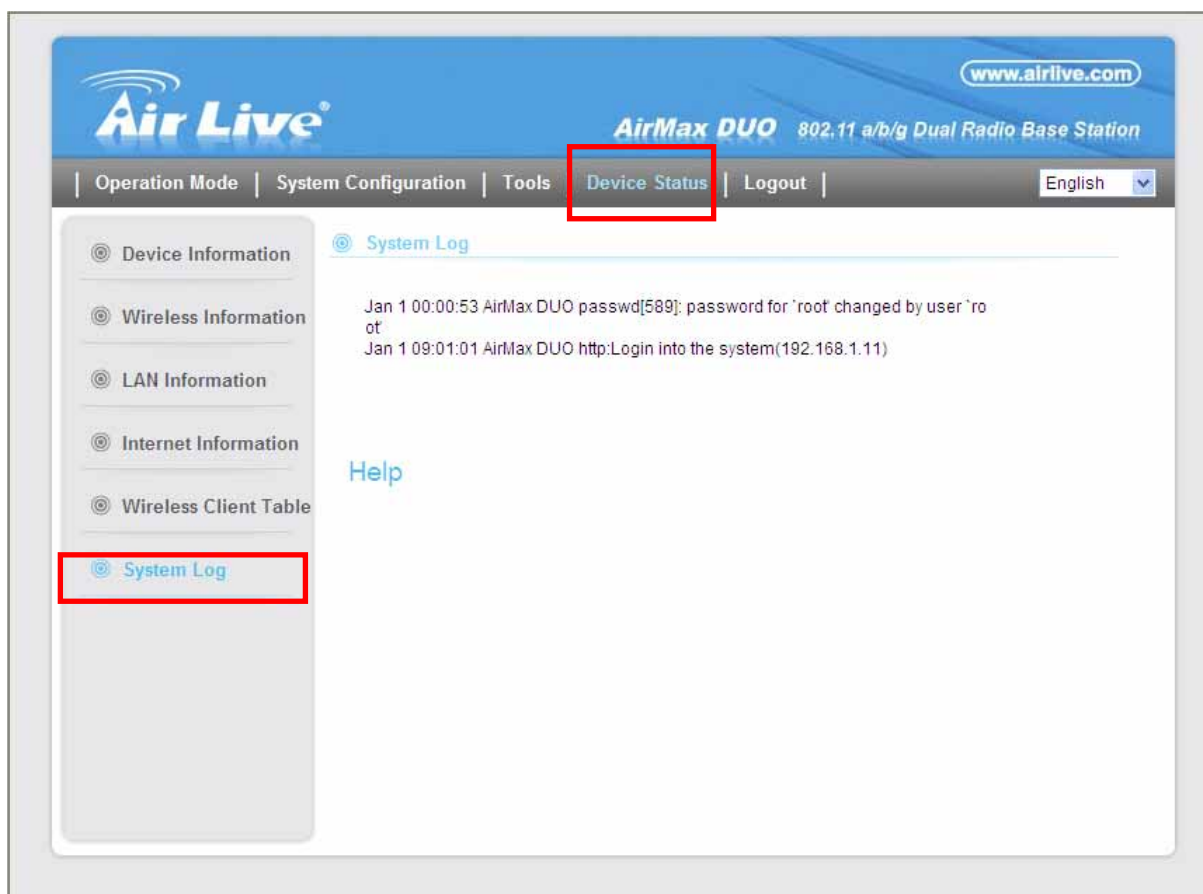 www.airlive.com
Air Live®
AirMax DUO 802.11 a/b/g Dual Radio Base Station
Operation Mode | System Configuration | Tools Device Status | Logout | English
System Log
Jan 1 00:00:53 AirMax DUO passwd[589]: password for `root' changed by user `ro
ot'
Jan 1 09:01:01 AirMax DUO http:Login into the system(192.168.1.11)
Help
Device Information
Wireless Information
LAN Information
Internet Information
Wireless Client Table
System Log